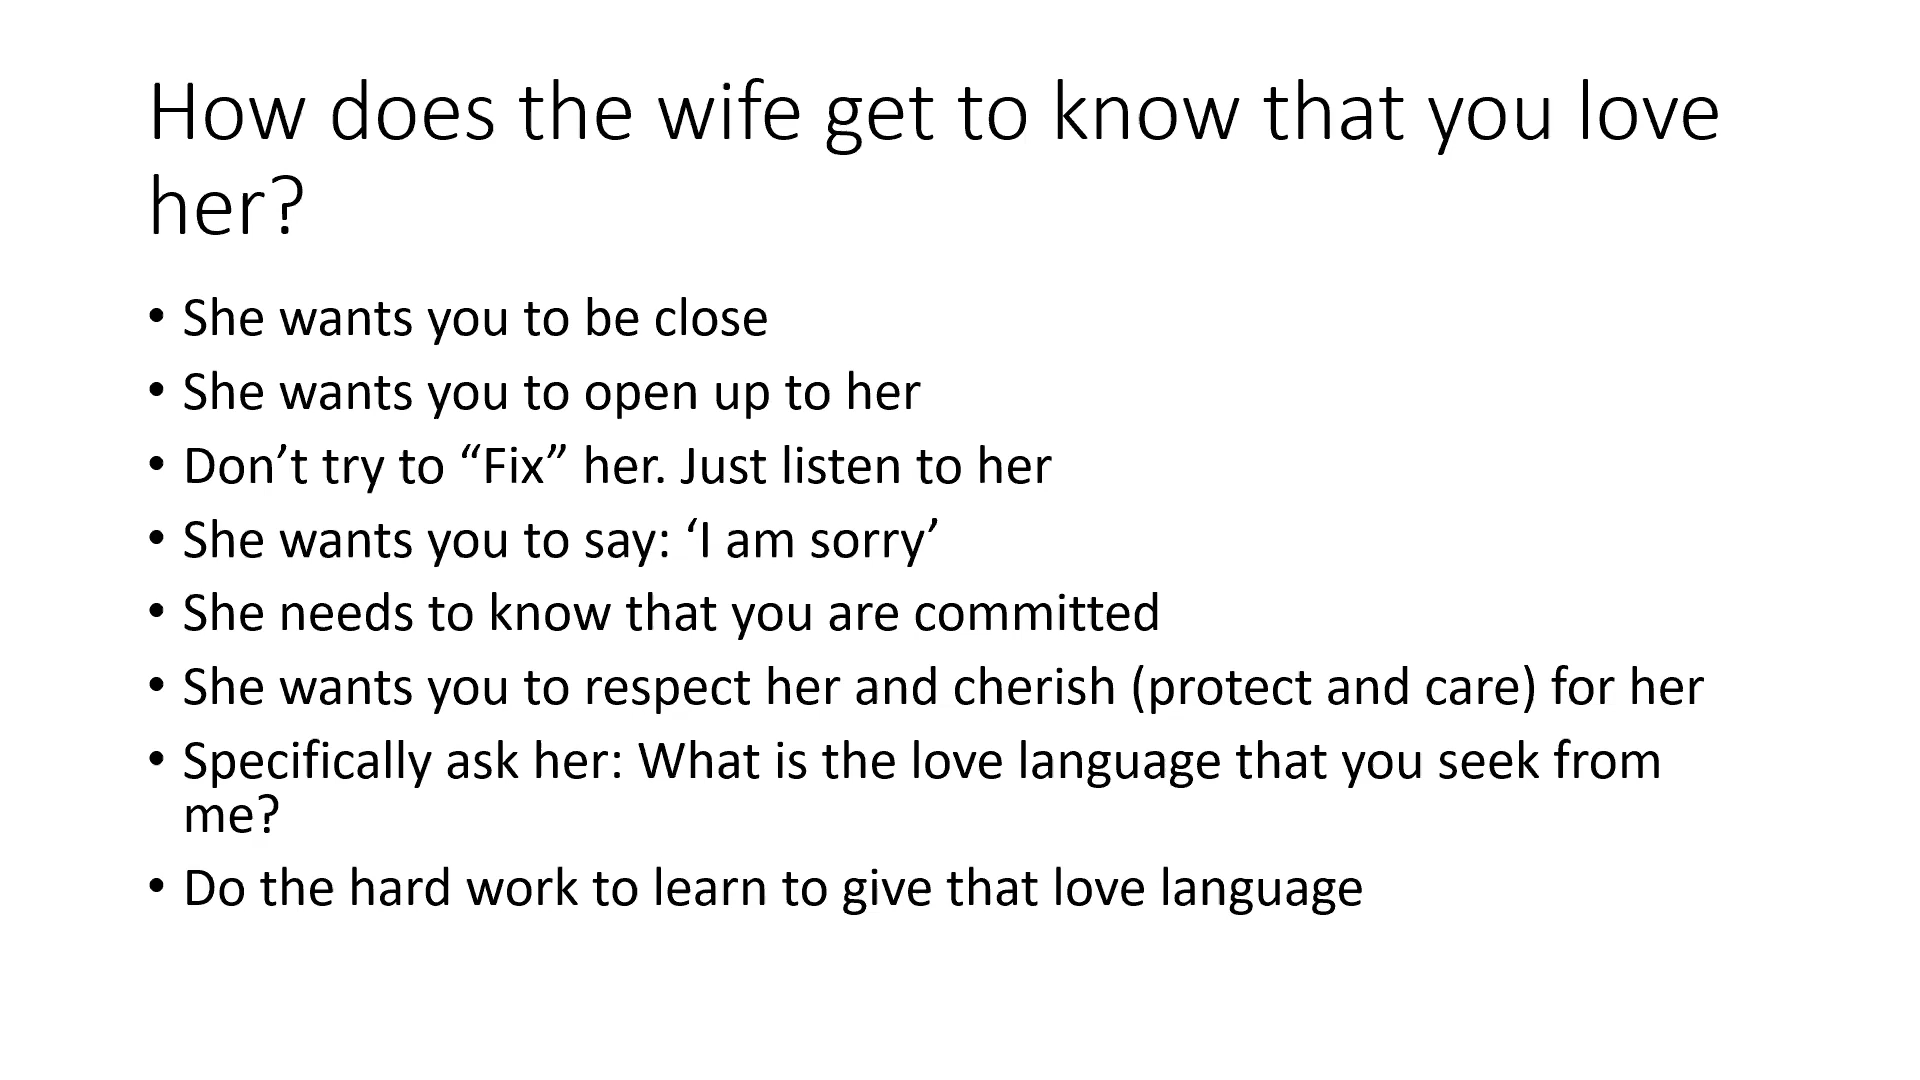 How does the wife get to know that you love
her?
• She wants you to be close
• She wants you to open up to her
• Don’t try to “Fix” her. Just listen to her
• She wants you to say: ‘I am sorry’
• She needs to know that you are committed
• She wants you to respect her and cherish (protect and care) for her
• Specifically ask her: What is the love language that you seek from
me?
• Do the hard work to learn to give that love language